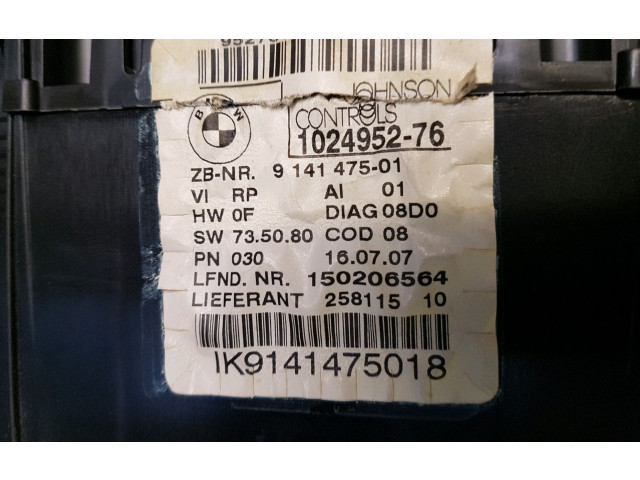 JOHNSON
CONTROLS
BMW
1024952-76
ZB-NR. 9 141 475-01
VI RP AI 01
HW 0F DIAG 08D0
SW 73.50.80 COD 08
PN 030 16.07.07
LFND. NR. 150206564
LIEFERANT 258115 10
IK9141475018